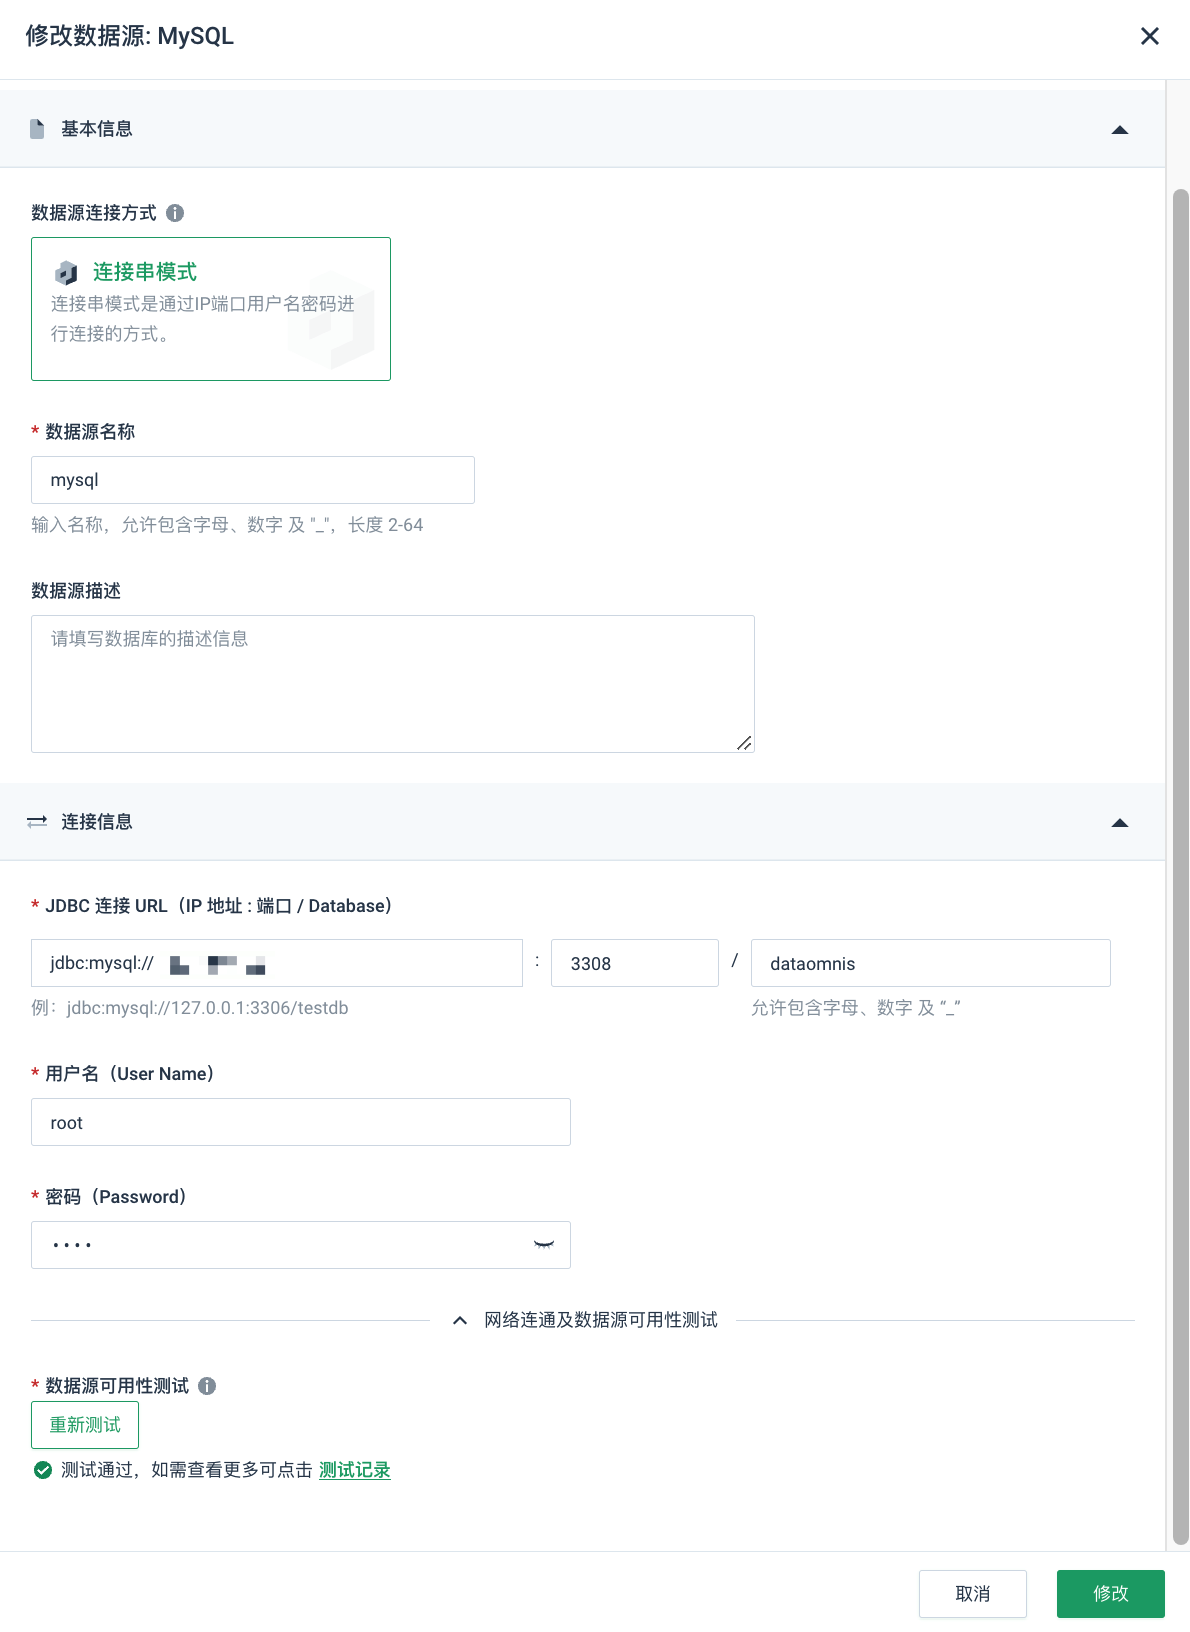 修改数据源: MySQL
基本信息
数据源连接方式
连接串模式
连接串模式是通过IP端口用户名密码进
行连接的方式。
* 数据源名称
mysql
输入名称，允许包含字母、数字 及 "_"，长度 2-64
数据源描述
请填写数据库的描述信息
连接信息
* JDBC 连接 URL（IP 地址 : 端口 / Database）
jdbc:mysql:// : 3308 / dataomnis
例：jdbc:mysql://127.0.0.1:3306/testdb 允许包含字母、数字 及 “_”
* 用户名（User Name）
root
* 密码（Password）
····
网络连通及数据源可用性测试
* 数据源可用性测试
重新测试
测试通过，如需查看更多可点击 测试记录
取消 修改